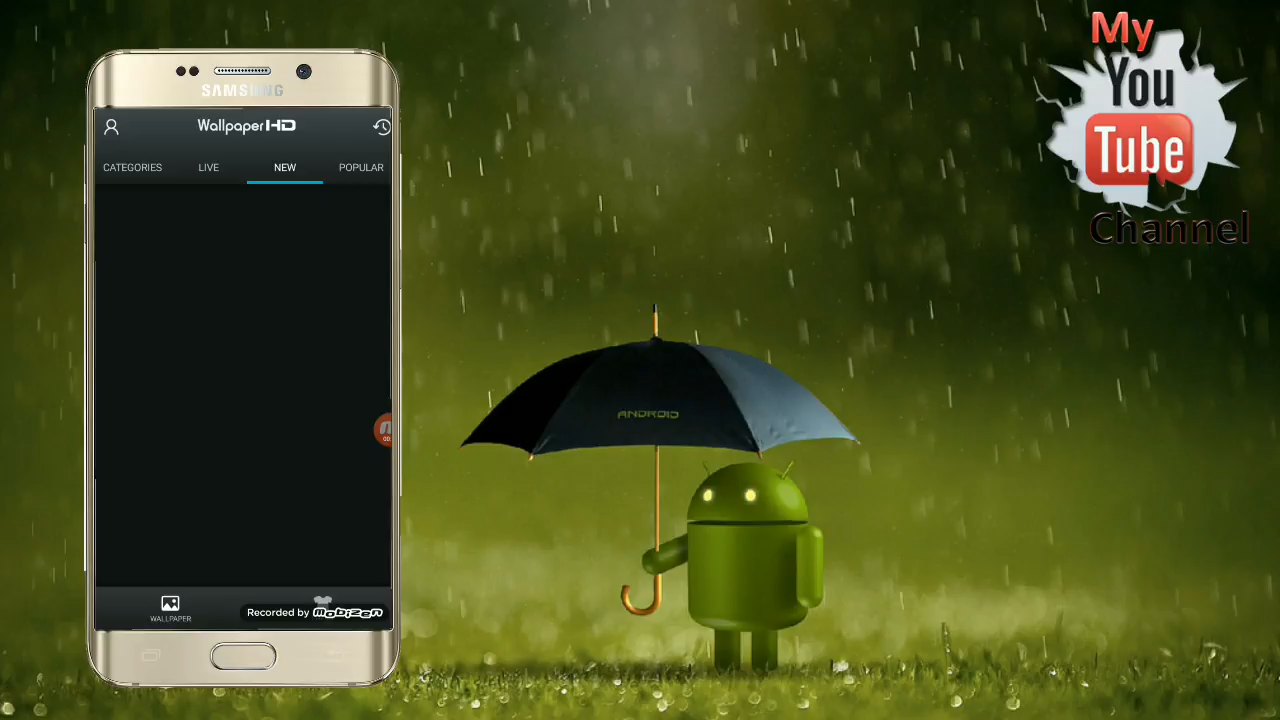 SAMSUNG
WallpaperHD
CATEGORIES LIVE NEW POPULAR
WALLPAPER
Recorded by mobizen
ANDROID
My
You
Tube
Channel